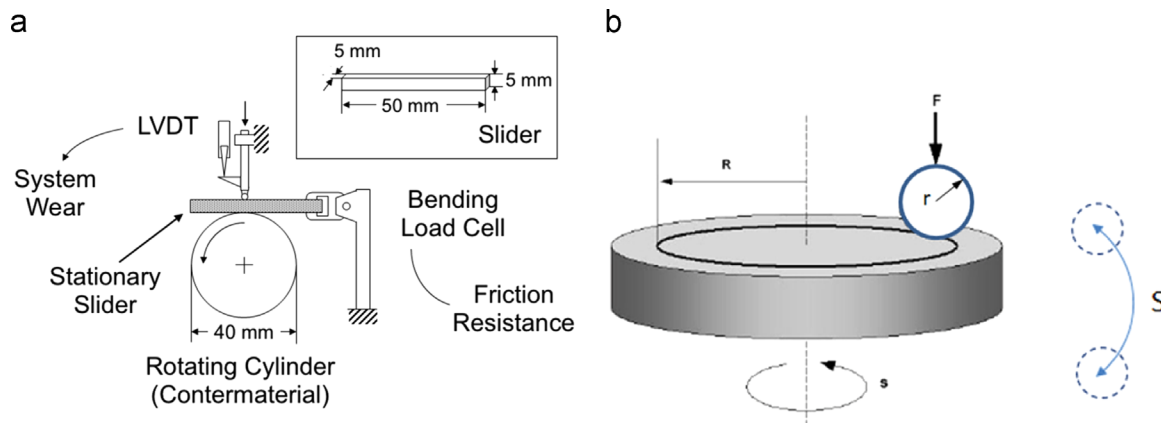 a
5 mm
5 mm
50 mm
Slider
LVDT
System
Wear
Stationary
Slider
Bending
Load Cell
Friction
Resistance
40 mm
Rotating Cylinder
(Contermaterial)
b
F
R
r
S
s